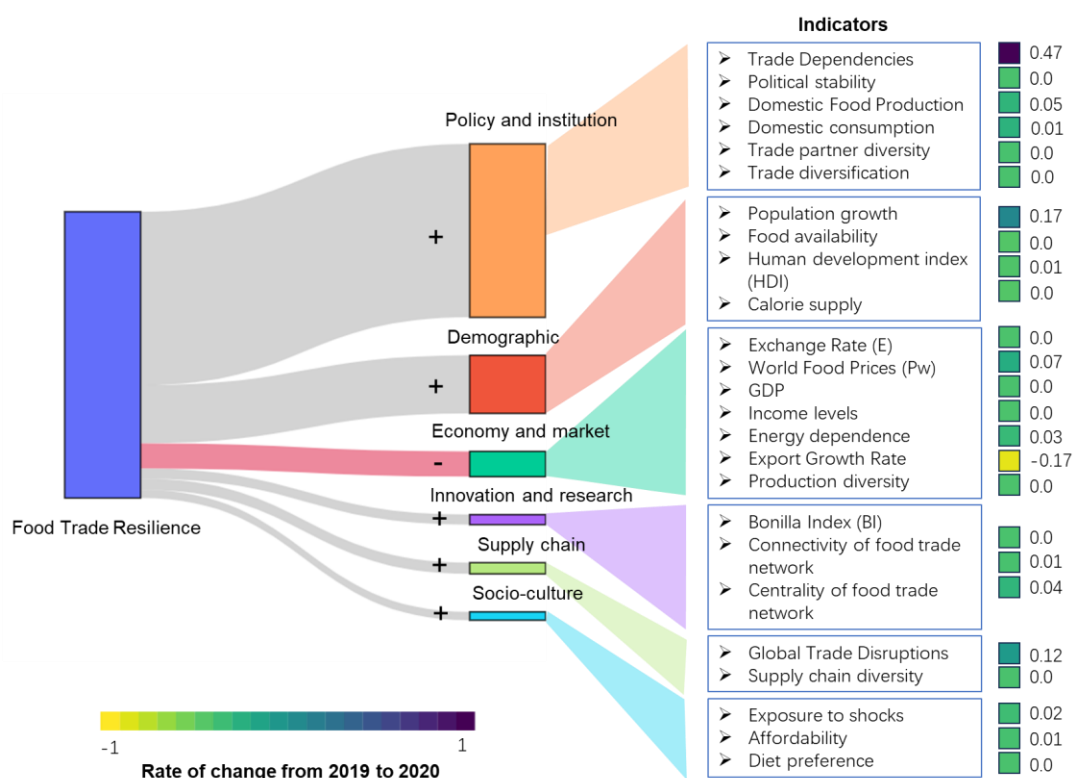 Indicators
Policy and institution
+
Demographic
+
Economy and market
-
Innovation and research
+
Supply chain
+
Socio-culture
+
Food Trade Resilience
➢ Trade Dependencies
➢ Political stability
➢ Domestic Food Production
➢ Domestic consumption
➢ Trade partner diversity
➢ Trade diversification
0.47
0.0
0.05
0.01
0.0
0.0
➢ Population growth
➢ Food availability
➢ Human development index
(HDI)
➢ Calorie supply
0.17
0.0
0.01
0.0
➢ Exchange Rate (E)
➢ World Food Prices (Pw)
➢ GDP
➢ Income levels
➢ Energy dependence
➢ Export Growth Rate
➢ Production diversity
0.0
0.07
0.0
0.0
0.03
-0.17
0.0
➢ Bonilla Index (BI)
➢ Connectivity of food trade
network
➢ Centrality of food trade
network
0.0
0.01
0.04
➢ Global Trade Disruptions
➢ Supply chain diversity
0.12
0.0
➢ Exposure to shocks
➢ Affordability
➢ Diet preference
0.02
0.01
0.0
-1
1
Rate of change from 2019 to 2020